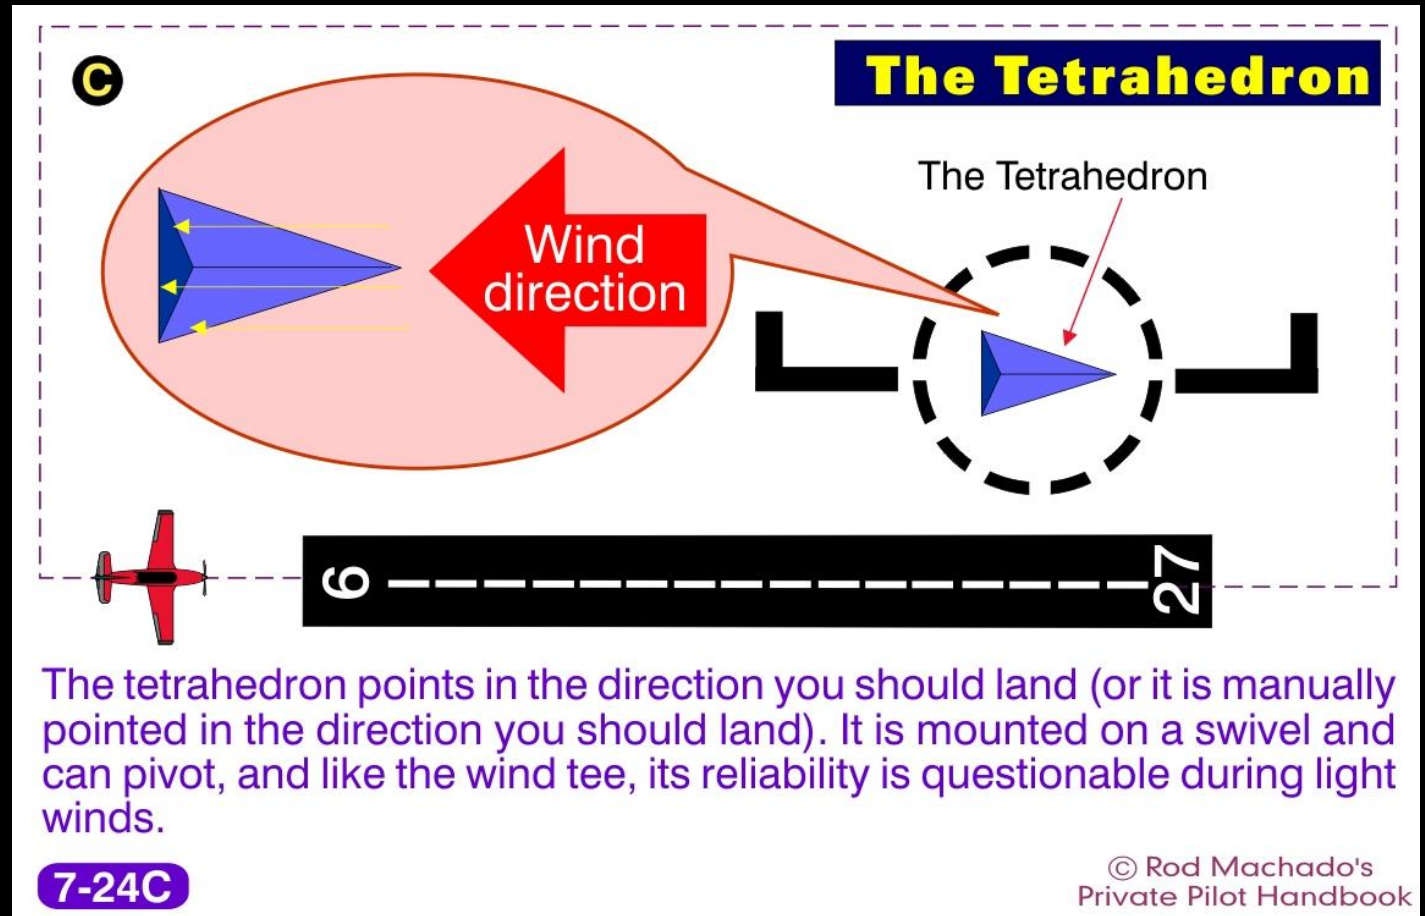 C
The Tetrahedron
The Tetrahedron
Wind
direction
9
27
The tetrahedron points in the direction you should land (or it is manually
pointed in the direction you should land). It is mounted on a swivel and
can pivot, and like the wind tee, its reliability is questionable during light
winds.
7-24C
© Rod Machado's
Private Pilot Handbook